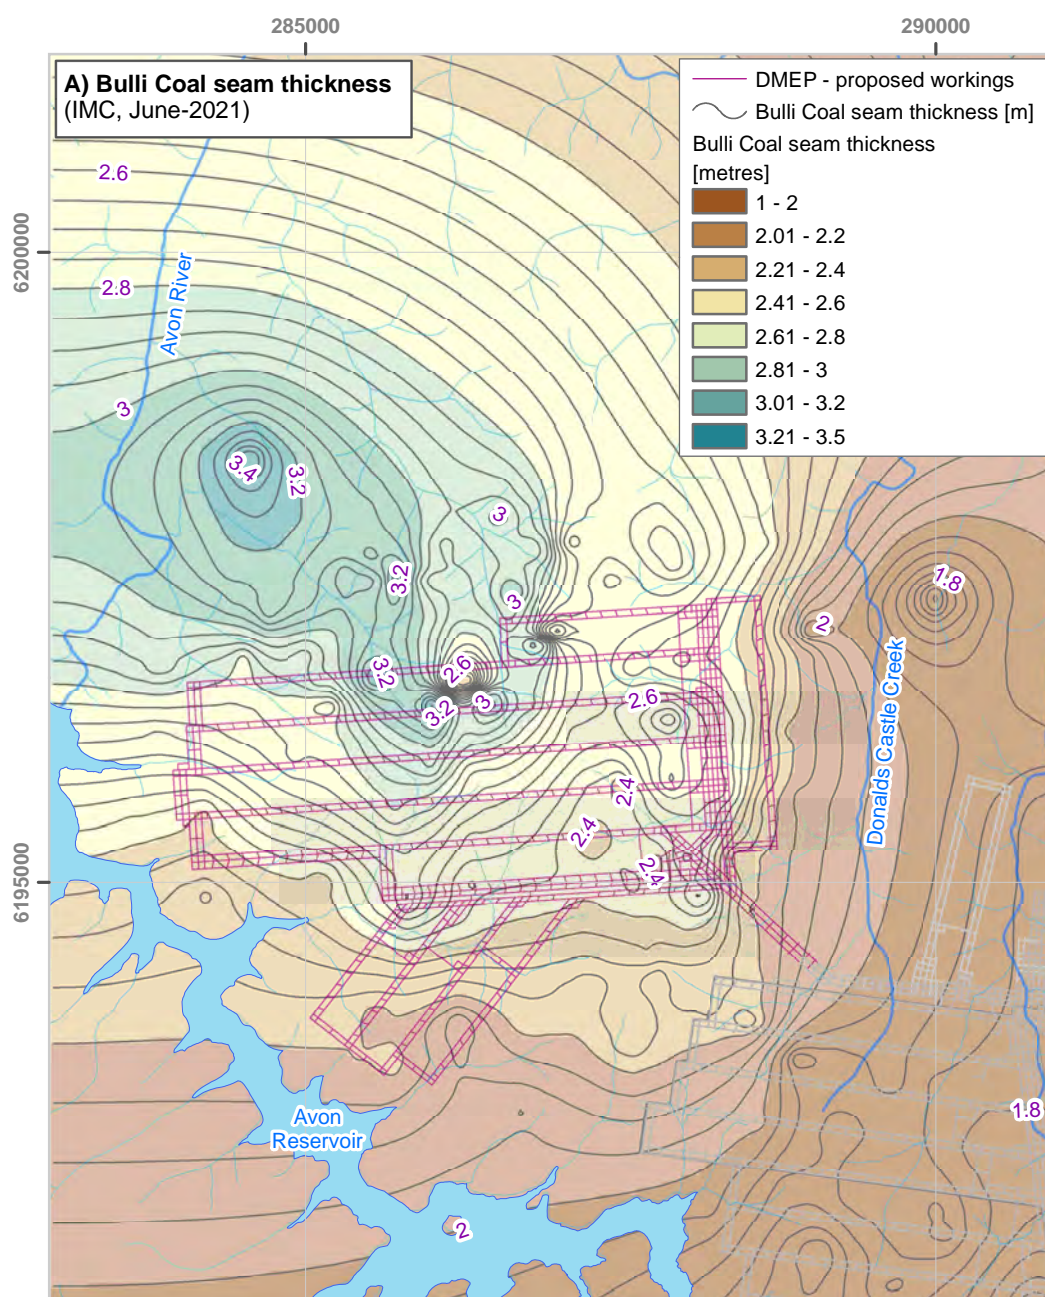 285000
290000
A) Bulli Coal seam thickness
(IMC, June-2021)
DMEP - proposed workings
Bulli Coal seam thickness [m]
Bulli Coal seam thickness
[metres]
1 - 2
2.01 - 2.2
2.21 - 2.4
2.41 - 2.6
2.61 - 2.8
2.81 - 3
3.01 - 3.2
3.21 - 3.5
6200000
6195000
2.6
2.8
Avon River
3
3.4
3.2
3
3.2
3
1.8
2
3.2
2.6
3.2
3
2.6
Donalds Castle Creek
2.4
2.4
2.4
1.8
Avon
Reservoir
2